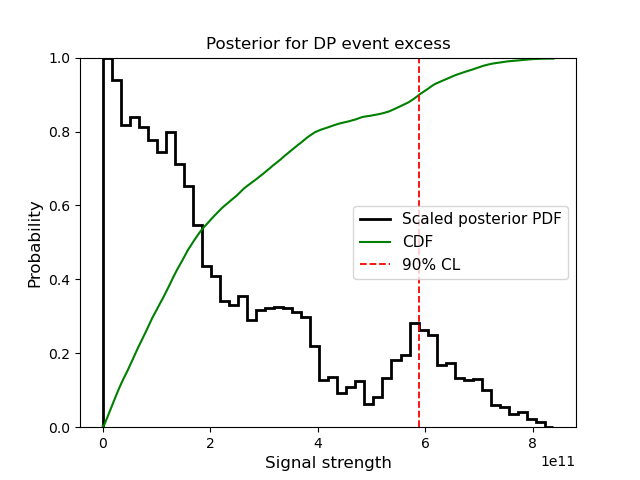 Posterior for DP event excess
1.0
0.8
0.6
0.4
0.2
0.0
Probability
Scaled posterior PDF
CDF
90% CL
0 2 4 6 8
1e11
Signal strength